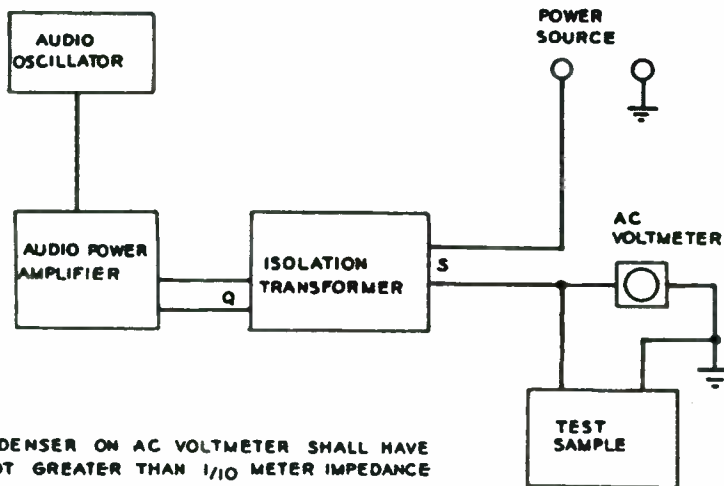 AUDIO
OSCILLATOR
POWER
SOURCE
AUDIO POWER
AMPLIFIER
Q
ISOLATION
TRANSFORMER
S
AC
VOLTMETER
TEST
SAMPLE
DENSER ON AC VOLTMETER SHALL HAVE
OT GREATER THAN 1/10 METER IMPEDANCE